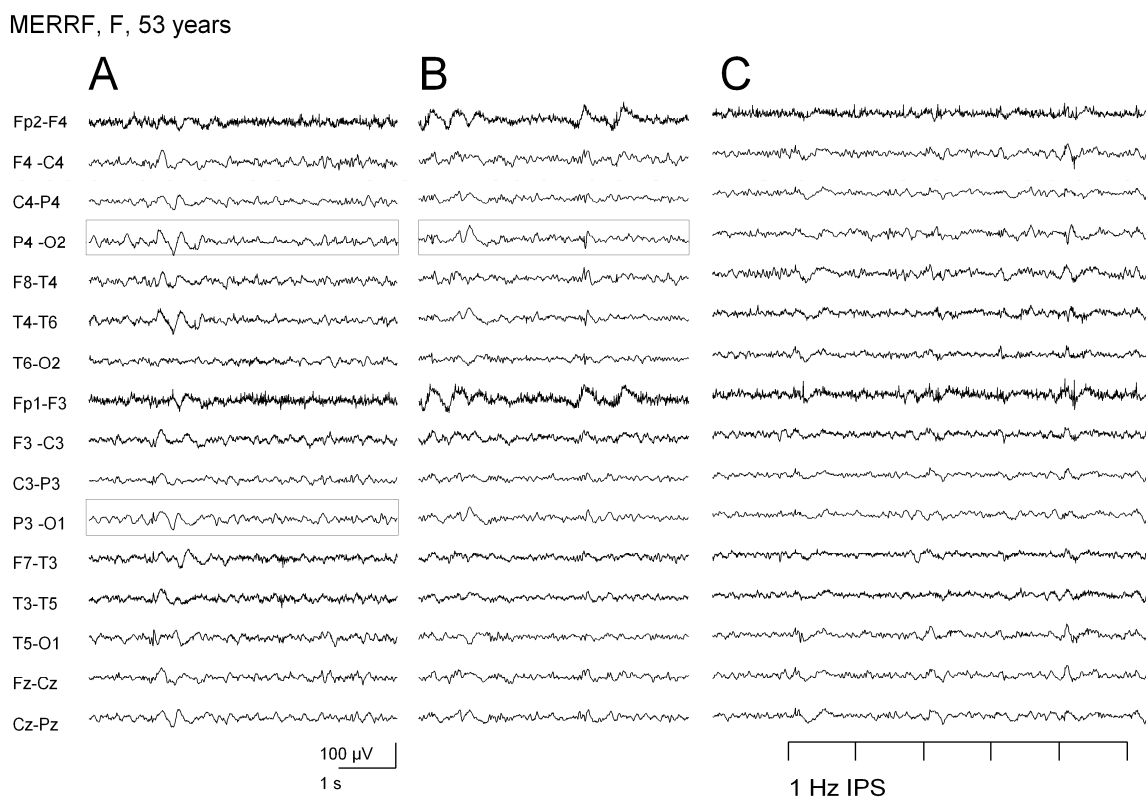 MERRF, F, 53 years
A
B
C
Fp2-F4
F4 -C4
C4-P4
P4 -O2
F8-T4
T4-T6
T6-O2
Fp1-F3
F3 -C3
C3-P3
P3 -O1
F7-T3
T3-T5
T5-O1
Fz-Cz
Cz-Pz
100 µV
1 s
1 Hz IPS